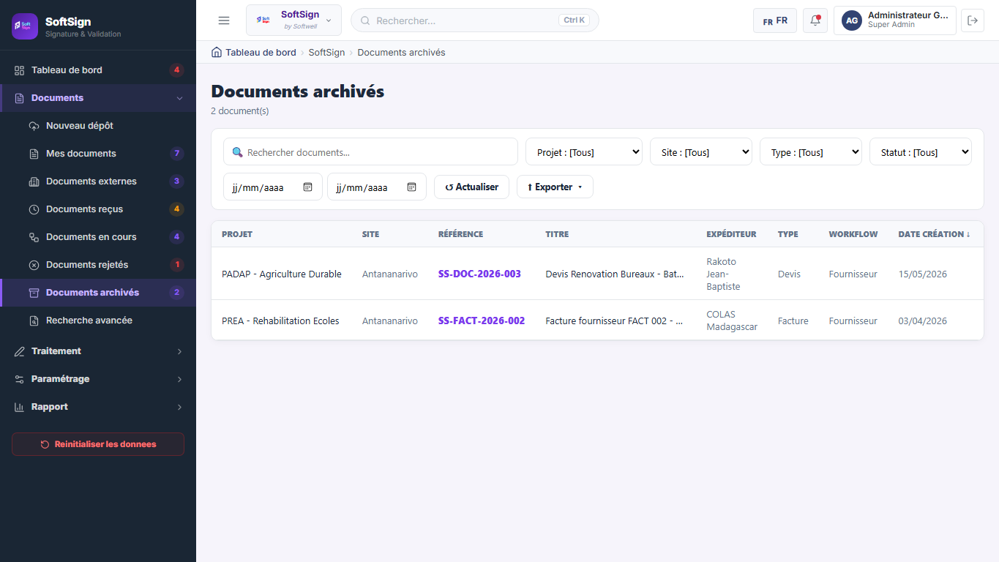 SoftSign
Signature & Validation
Tableau de bord 4
Documents
Nouveau dépôt
Mes documents 7
Documents externes 3
Documents reçus 4
Documents en cours 4
Documents rejetés 1
Documents archivés 2
Recherche avancée
Traitement
Paramétrage
Rapport
Reinitialiser les donnees
SoftSign
by Softwell
Rechercher...
Ctrl K
FR FR
AG
Administrateur G...
Super Admin
Tableau de bord › SoftSign › Documents archivés
Documents archivés
2 document(s)
Rechercher documents...
Projet : [Tous]
Site : [Tous]
Type : [Tous]
Statut : [Tous]
jj/mm/aaaa
jj/mm/aaaa
↺ Actualiser
⬆ Exporter ▾
PROJET SITE RÉFÉRENCE TITRE EXPÉDITEUR TYPE WORKFLOW DATE CRÉATION ↓
PADAP - Agriculture Durable Antananarivo SS-DOC-2026-003 Devis Renovation Bureaux - Bat... Rakoto Jean-Baptiste Devis Fournisseur 15/05/2026
PREA - Rehabilitation Ecoles Antananarivo SS-FACT-2026-002 Facture fournisseur FACT 002 - ... COLAS Madagascar Facture Fournisseur 03/04/2026